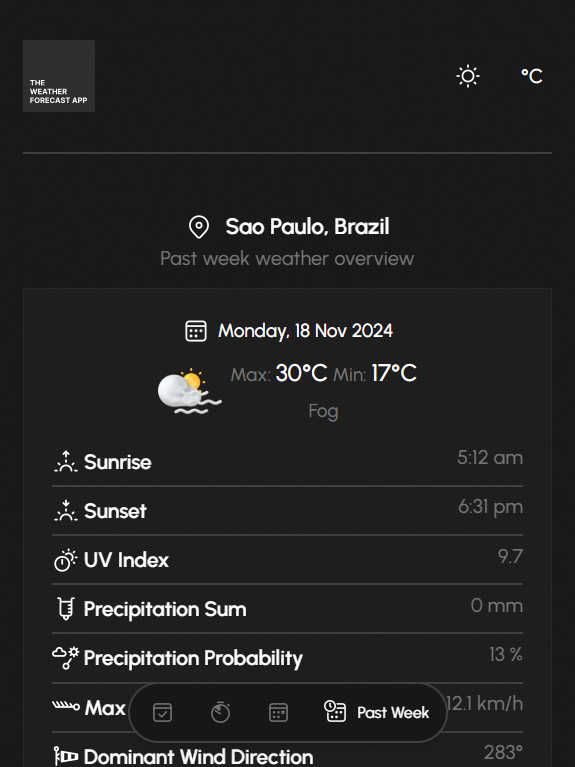 THE
WEATHER
FORECAST APP
°C
Sao Paulo, Brazil
Past week weather overview
Monday, 18 Nov 2024
Max: 30°C Min: 17°C
Fog
Sunrise 5:12 am
Sunset 6:31 pm
UV Index 9.7
Precipitation Sum 0 mm
Precipitation Probability 13 %
Max 12.1 km/h
Past Week
Dominant Wind Direction 283°